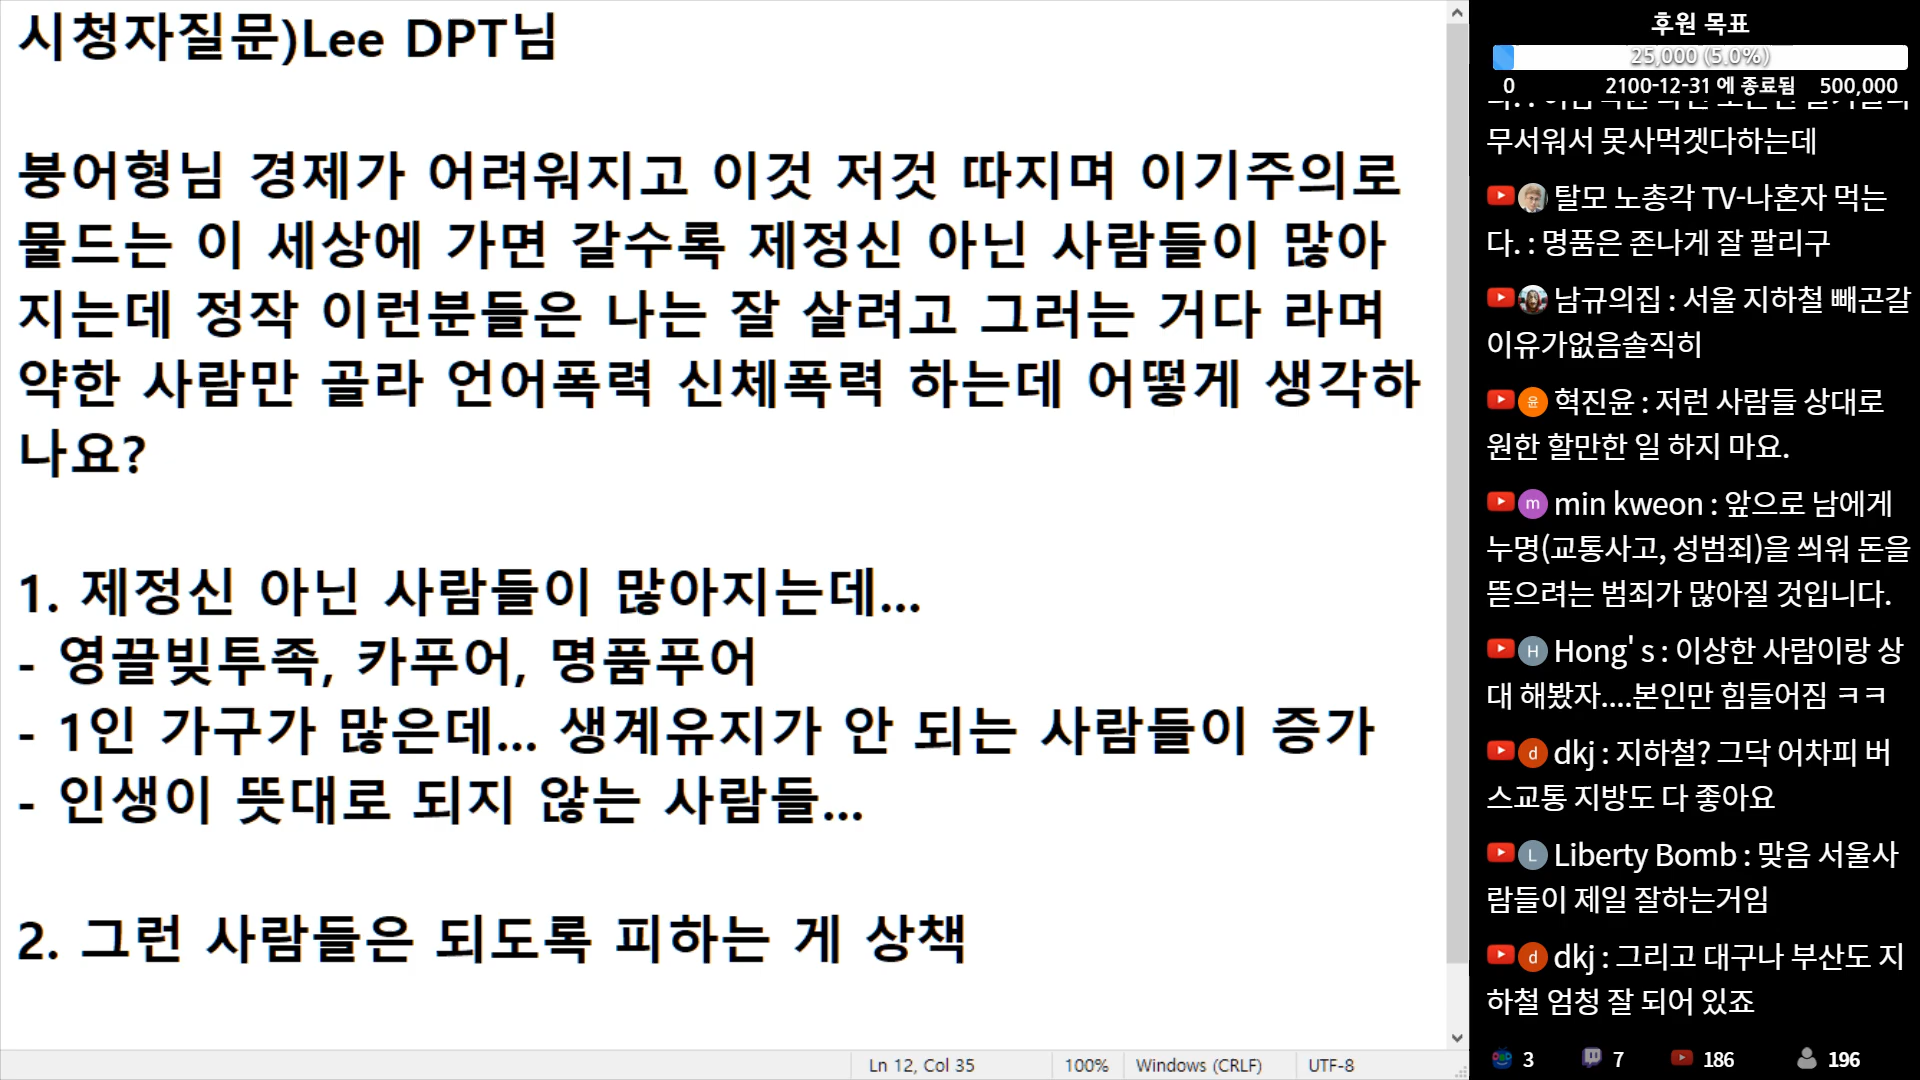 시청자질문)Lee DPT님
붕어형님 경제가 어려워지고 이것 저것 따지며 이기주의로
물드는 이 세상에 가면 갈수록 제정신 아닌 사람들이 많아
지는데 정작 이런분들은 나는 잘 살려고 그러는 거다 라며
약한 사람만 골라 언어폭력 신체폭력 하는데 어떻게 생각하
나요?
1. 제정신 아닌 사람들이 많아지는데...
- 영끌빚투족, 카푸어, 명품푸어
- 1인 가구가 많은데... 생계유지가 안 되는 사람들이 증가
- 인생이 뜻대로 되지 않는 사람들...
2. 그런 사람들은 되도록 피하는 게 상책
Ln 12, Col 35
100%
Windows (CRLF)
UTF-8
후원 목표
25,000 (5.0%)
0 2100-12-31 에 종료됨 500,000
무서워서 못사먹겟다하는데
탈모 노총각 TV-나혼자 먹는
다. : 명품은 존나게 잘 팔리구
남규의집 : 서울 지하철 빼곤갈
이유가없음솔직히
윤 혁진윤 : 저런 사람들 상대로
원한 할만한 일 하지 마요.
m min kweon : 앞으로 남에게
누명(교통사고, 성범죄)을 씌워 돈을
뜯으려는 범죄가 많아질 것입니다.
H Hong' s : 이상한 사람이랑 상
대 해봤자....본인만 힘들어짐 ㅋㅋ
d dkj : 지하철? 그닥 어차피 버
스교통 지방도 다 좋아요
L Liberty Bomb : 맞음 서울사
람들이 제일 잘하는거임
d dkj : 그리고 대구나 부산도 지
하철 엄청 잘 되어 있죠
3 7 186 196